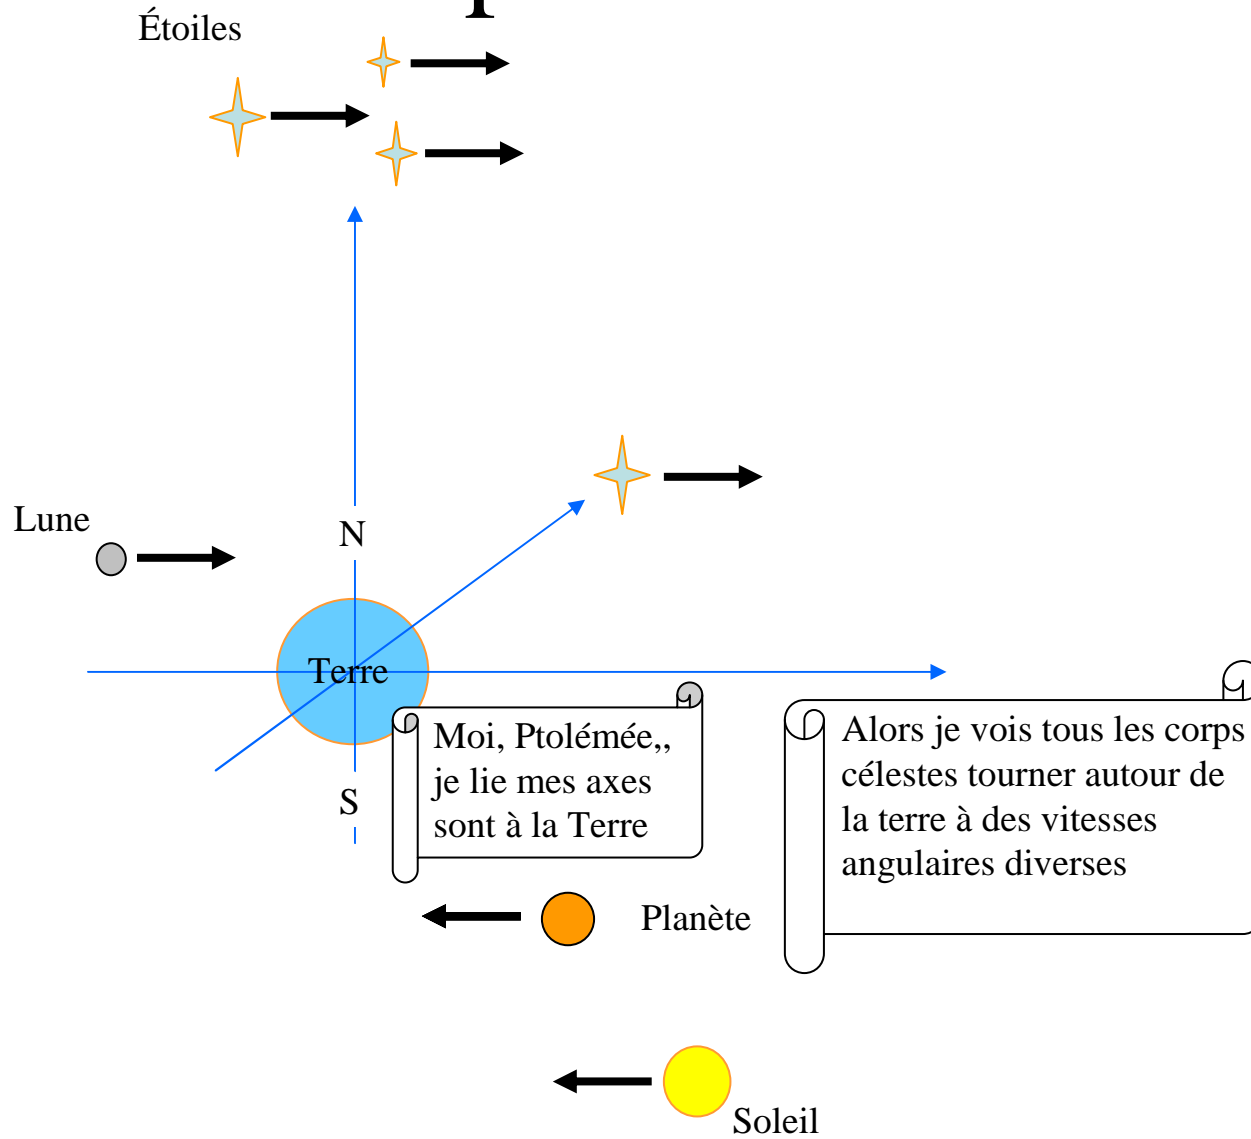 Étoiles
Lune
N
Terre
Moi, Ptolémée,,
je lie mes axes
sont à la Terre
Alors je vois tous les corps
célestes tourner autour de
la terre à des vitesses
angulaires diverses
S
Planète
Soleil